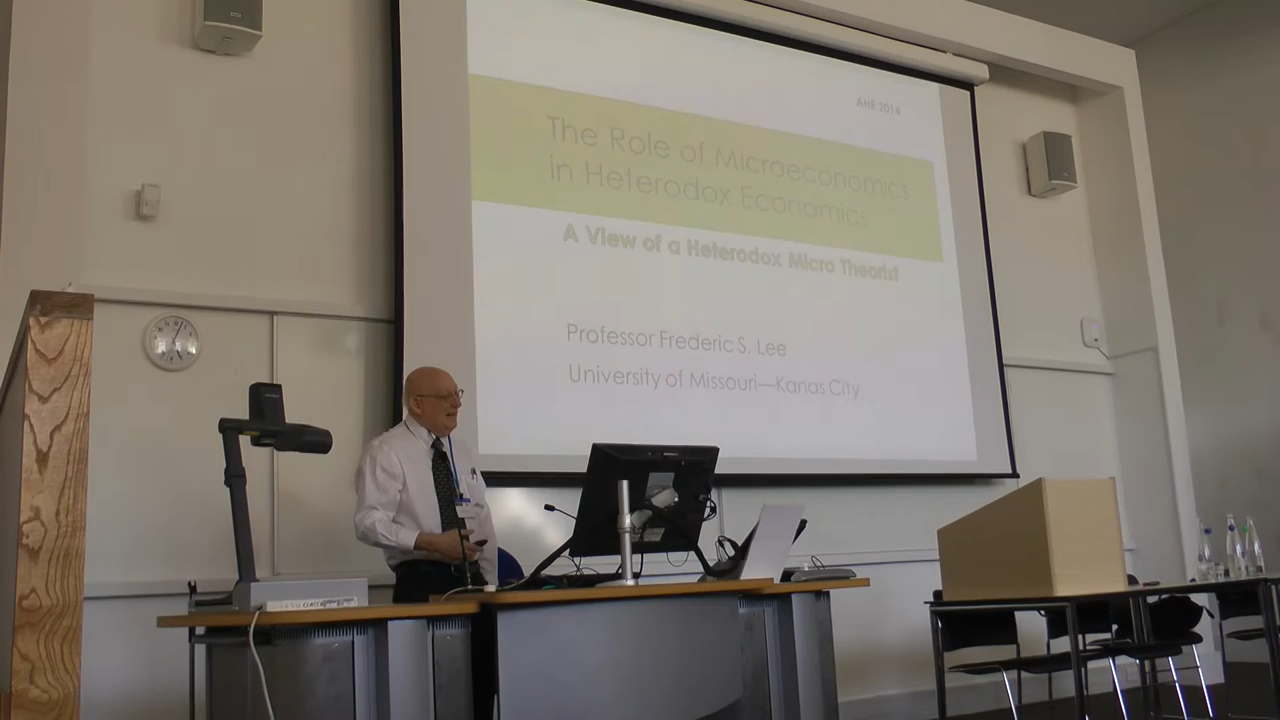 AHE 2014
The Role of Microeconomics
in Heterodox Economics
A View of a Heterodox Micro Thearist
Professor Frederic S. Lee
University of Missouri—Kanas City